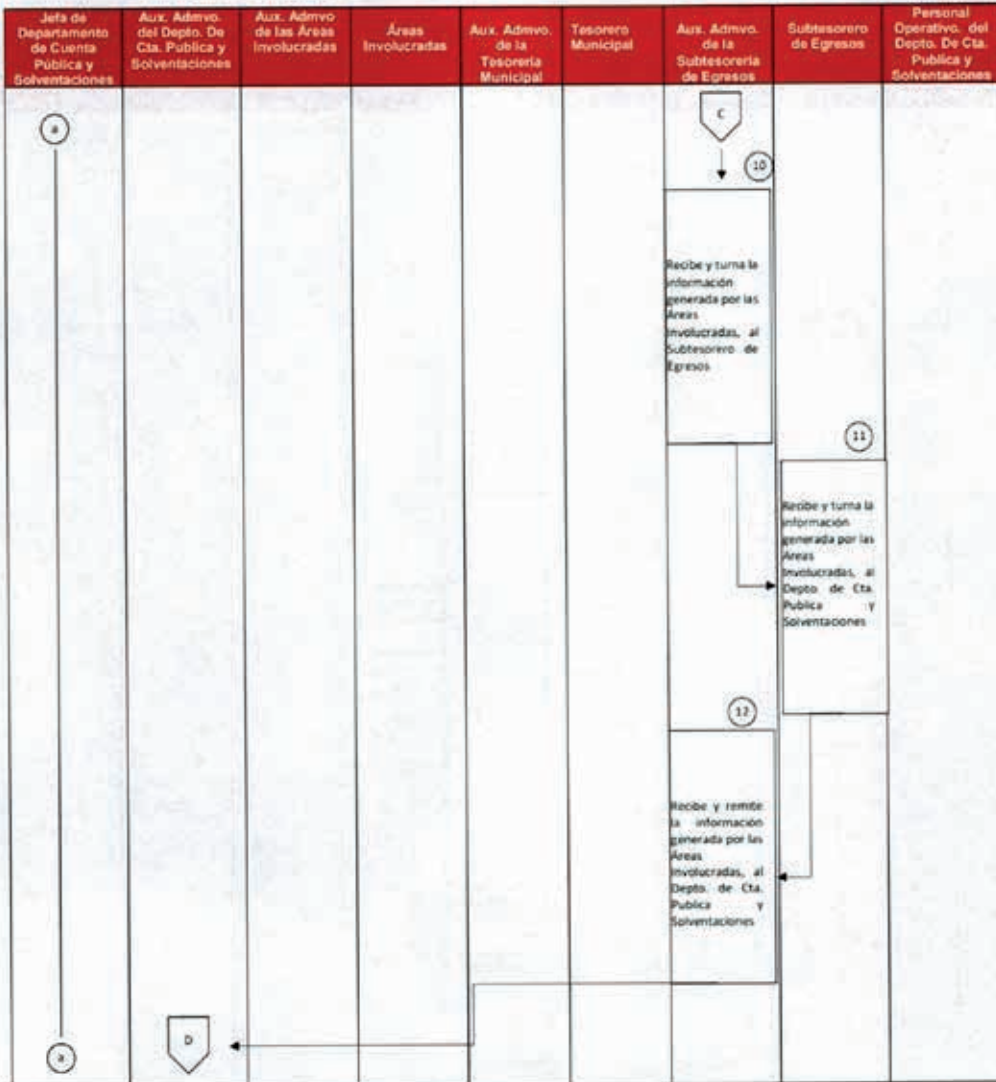 Jefa de
Departamento
de Cuenta
Pública y
Solventaciones
Aux. Admvo.
del Depto. De
Cta. Publica y
Solventaciones
Aux. Admvo
de las Áreas
Involucradas
Áreas
Involucradas
Aux. Admvo.
de la
Tesorería
Municipal
Tesorero
Municipal
Aux. Admvo.
de la
Subtesorería
de Egresos
Subtesorero
de Egresos
Personal
Operativo. del
Depto. De Cta.
Publica y
Solventaciones
a
C
10
Recibe y turna la
información
generada por las
Áreas
Involucradas, al
Subtesorero de
Egresos
11
Recibe y turna la
información
generada por las
Áreas
Involucradas, al
Depto. de Cta.
Publica y
Solventaciones
12
Recibe y remite
la información
generada por las
Áreas
Involucradas, al
Depto. de Cta.
Publica y
Solventaciones
D
a